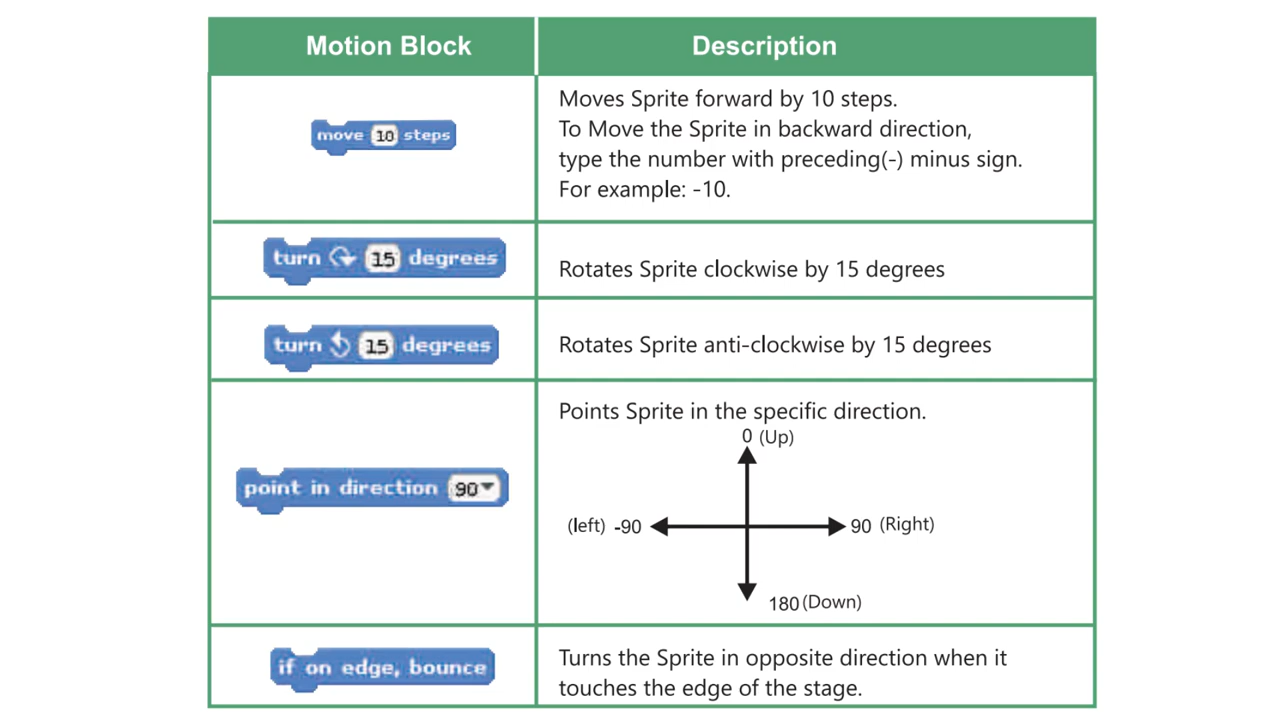 Motion Block
Description
move 10 steps
Moves Sprite forward by 10 steps.
To Move the Sprite in backward direction,
type the number with preceding(-) minus sign.
For example: -10.
turn 15 degrees
Rotates Sprite clockwise by 15 degrees
turn 15 degrees
Rotates Sprite anti-clockwise by 15 degrees
point in direction 90
Points Sprite in the specific direction.
0 (Up)
(left) -90
90 (Right)
180 (Down)
if on edge, bounce
Turns the Sprite in opposite direction when it
touches the edge of the stage.